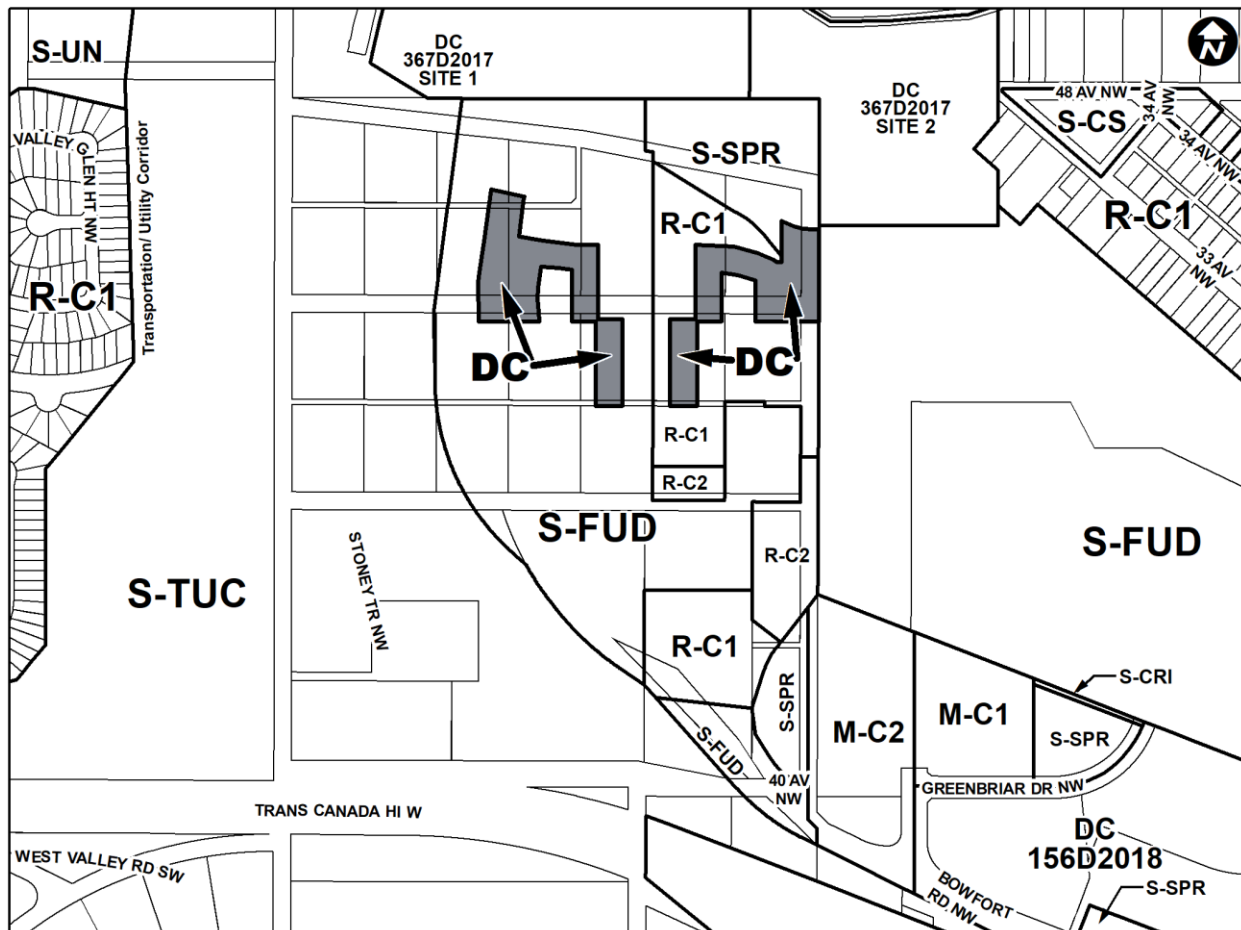 S-UN
DC
367D2017
SITE 1
N
DC
367D2017
SITE 2
48 AV NW
S-CS
34 AV
NW
34 AV NW
VALLEY GLEN HT NW
Transportation/ Utility Corridor
S-SPR
R-C1
R-C1
33 AV
NW
R-C1
DC
DC
R-C1
R-C2
S-FUD
S-FUD
R-C2
STONEY TR NW
S-TUC
R-C1
S-SPR
S-CRI
M-C2
M-C1
S-SPR
S-FUD
40 AV
NW
GREENBRIAR DR NW
TRANS CANADA HI W
DC
156D2018
WEST VALLEY RD SW
BOWFORT
RD NW
S-SPR